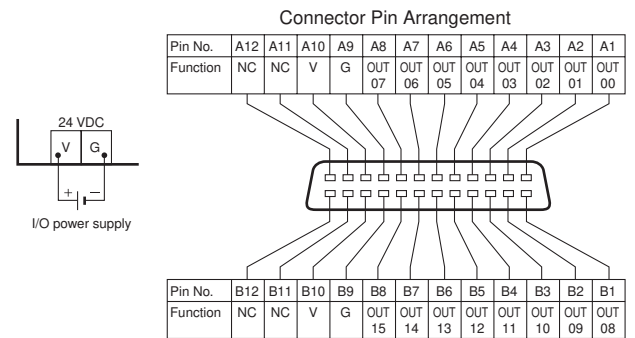 Connector Pin Arrangement
Pin No. A12 A11 A10 A9 A8 A7 A6 A5 A4 A3 A2 A1
Function NC NC V G OUT OUT OUT OUT OUT OUT OUT OUT
07 06 05 04 03 02 01 00
24 VDC
V G
+ −
I/O power supply
Pin No. B12 B11 B10 B9 B8 B7 B6 B5 B4 B3 B2 B1
Function NC NC V G OUT OUT OUT OUT OUT OUT OUT OUT
15 14 13 12 11 10 09 08